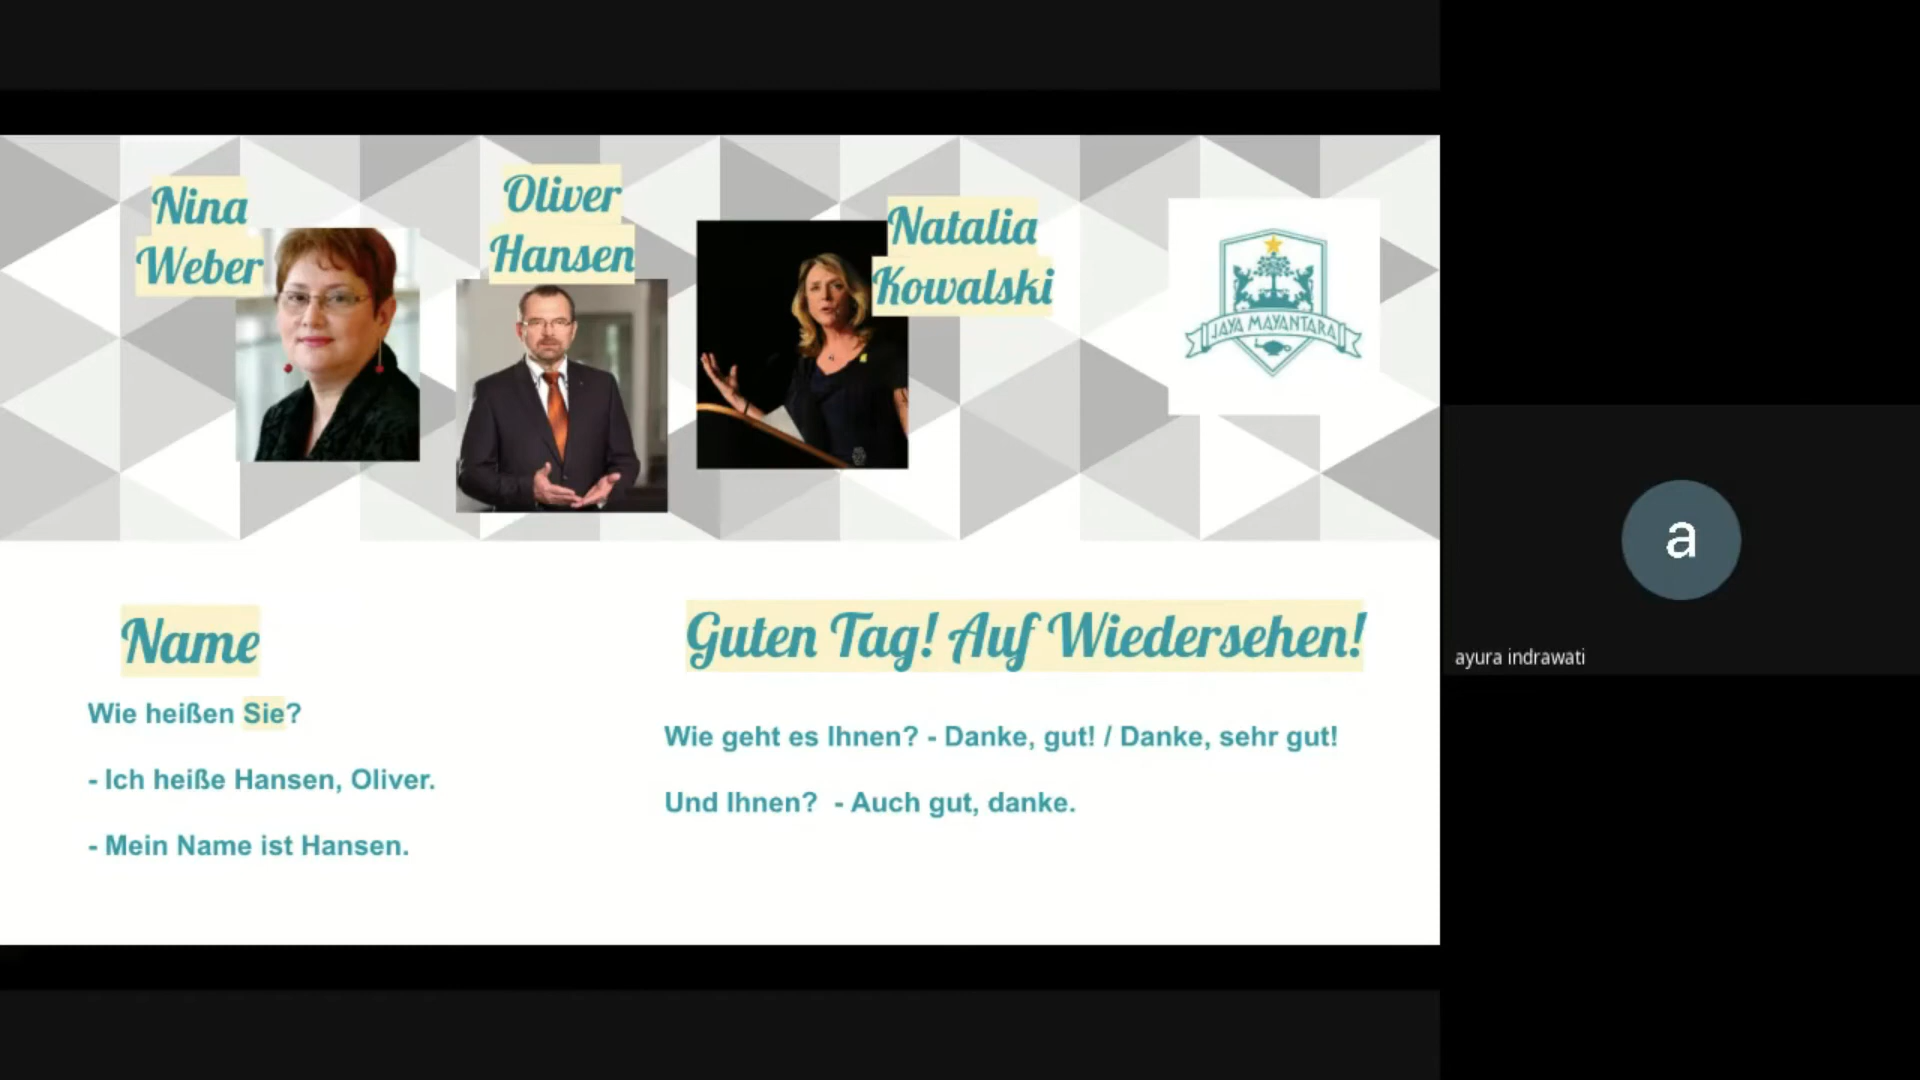 Nina
Weber
Oliver
Hansen
Natalia
Kowalski
JAYA MAYANTARA
Name
Wie heißen Sie?
- Ich heiße Hansen, Oliver.
- Mein Name ist Hansen.
Guten Tag! Auf Wiedersehen!
Wie geht es Ihnen? - Danke, gut! / Danke, sehr gut!
Und Ihnen?  - Auch gut, danke.
a
ayura indrawati